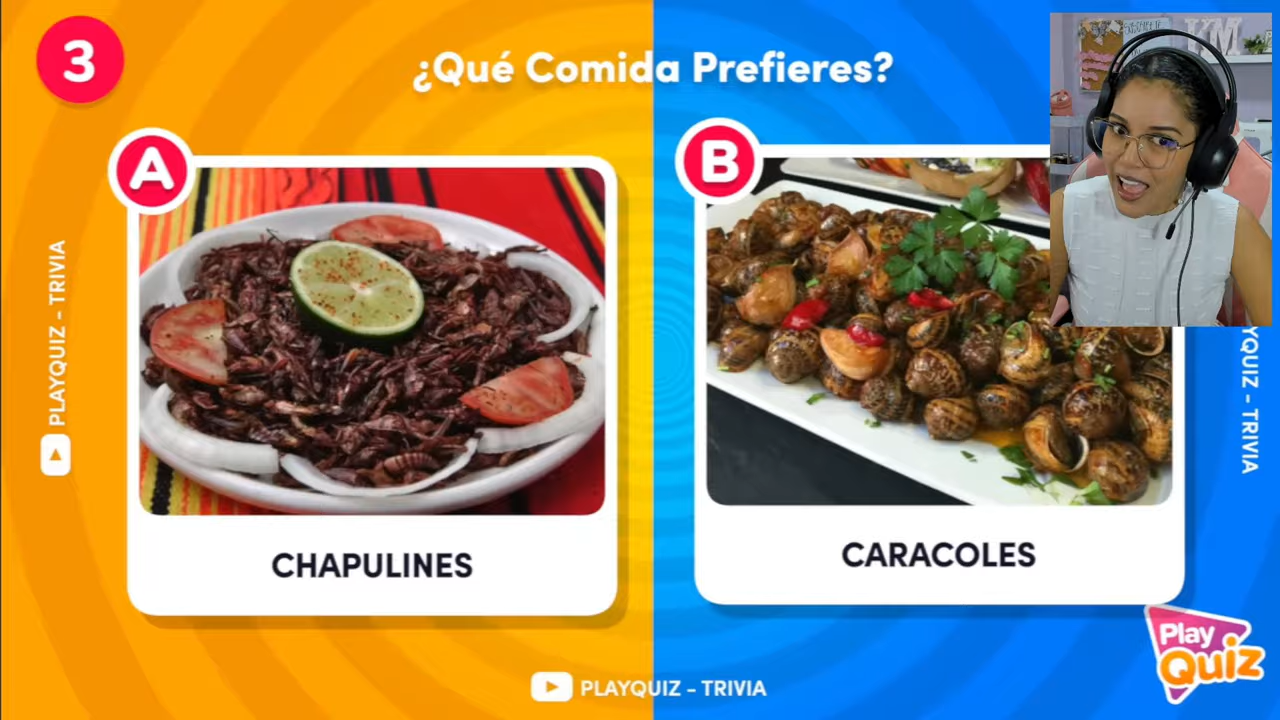 3
¿Qué Comida Prefieres?
A
B
CHAPULINES
CARACOLES
PLAYQUIZ - TRIVIA
YQUIZ - TRIVIA
PLAYQUIZ - TRIVIA
Play
Quiz